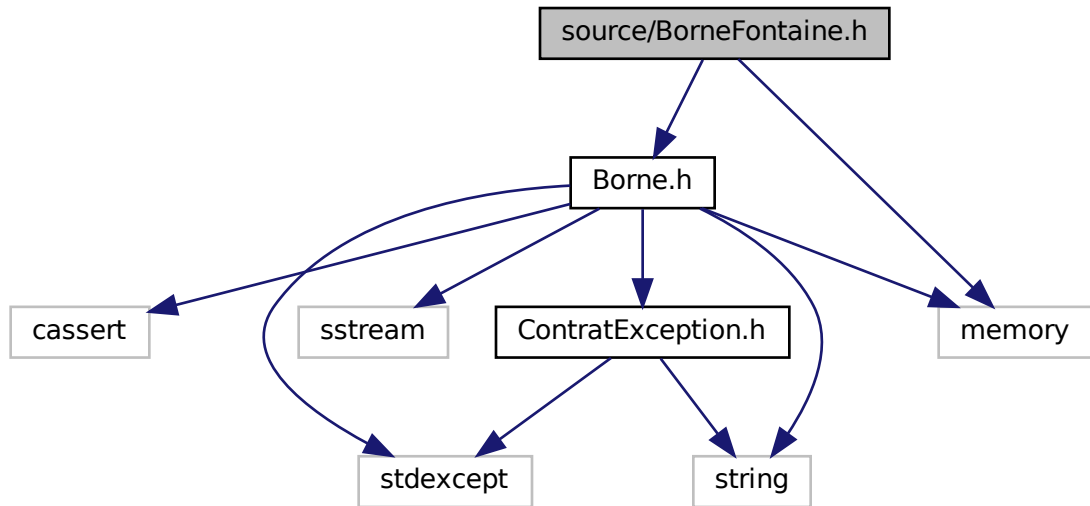 source/BorneFontaine.h
Borne.h
cassert
sstream
ContratException.h
memory
stdexcept
string